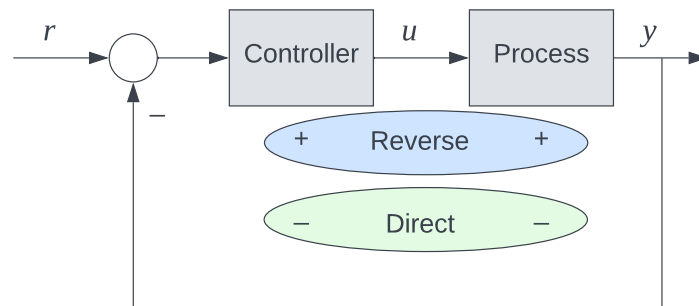 r
u
y
Controller
Process
–
+ Reverse +
– Direct –